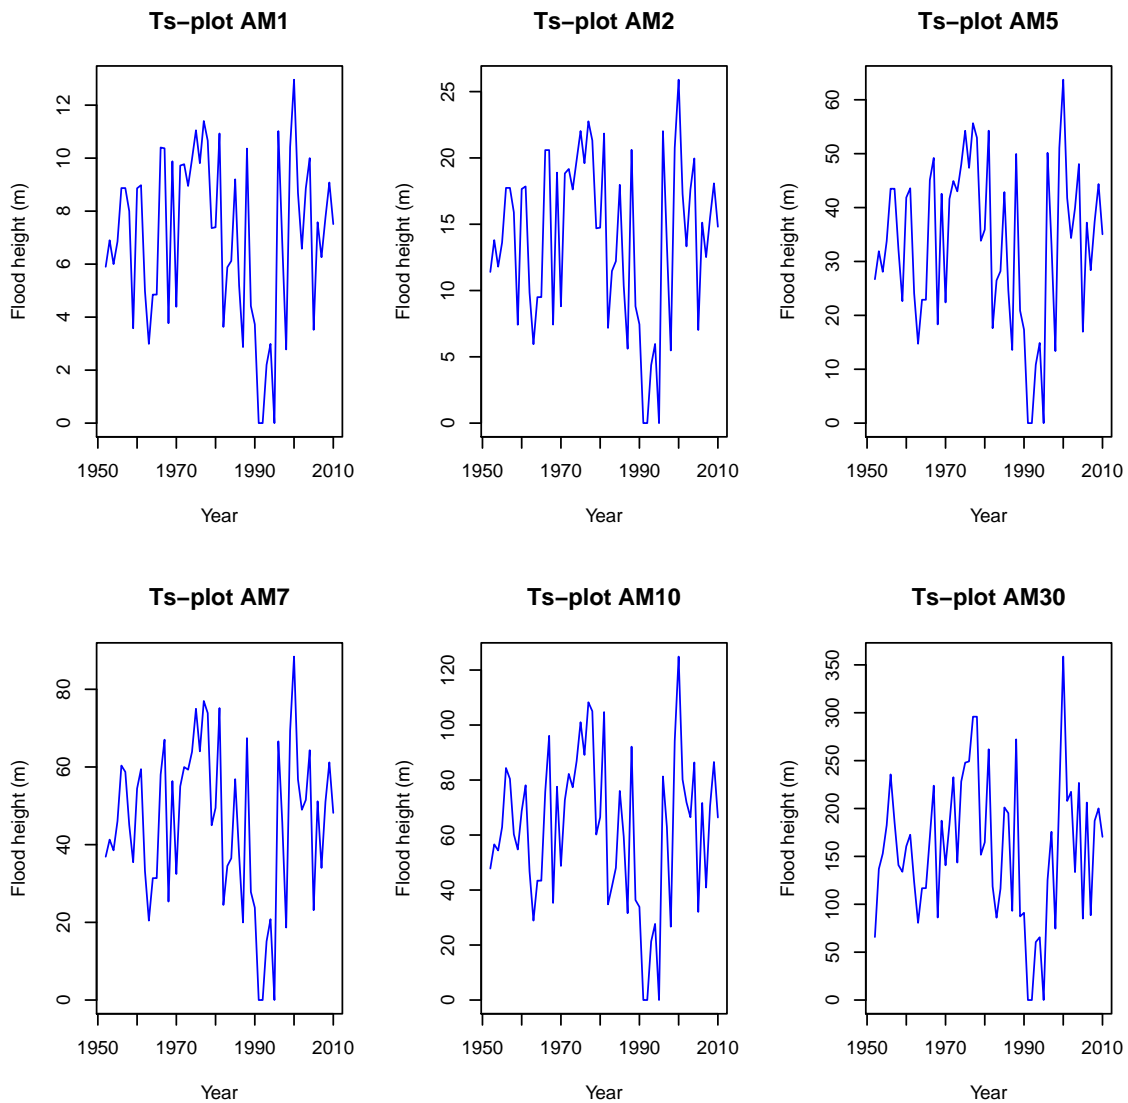 Ts−plot AM1
Flood height (m)
0 2 4 6 8 10 12
1950 1970 1990 2010
Year
Ts−plot AM2
Flood height (m)
0 5 10 15 20 25
1950 1970 1990 2010
Year
Ts−plot AM5
Flood height (m)
0 10 20 30 40 50 60
1950 1970 1990 2010
Year
Ts−plot AM7
Flood height (m)
0 20 40 60 80
1950 1970 1990 2010
Year
Ts−plot AM10
Flood height (m)
0 20 40 60 80 100 120
1950 1970 1990 2010
Year
Ts−plot AM30
Flood height (m)
0 50 100 150 200 250 300 350
1950 1970 1990 2010
Year